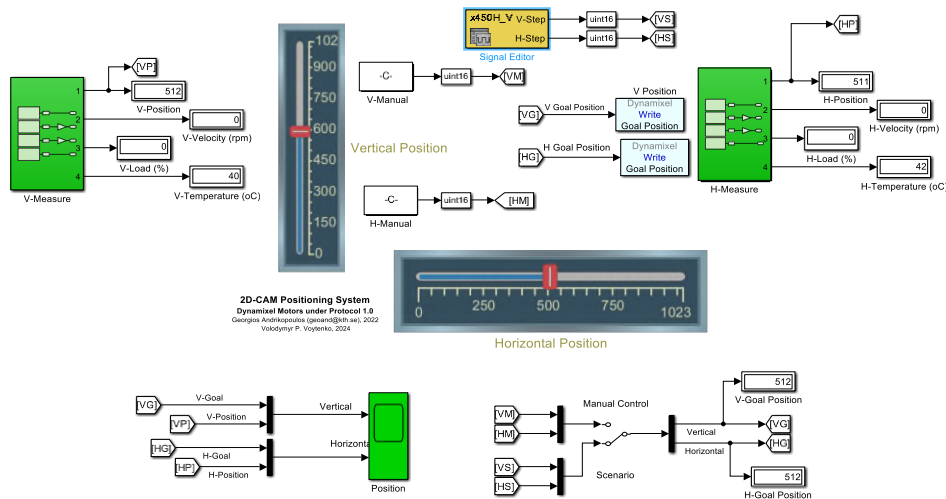 x450H_V
V-Step
H-Step
Signal Editor
uint16
uint16
[VS]
[HS]
-C-
V-Manual
uint16
[VM]
[VP]
1
512
V-Position
2
0
V-Velocity (rpm)
3
0
V-Load (%)
4
40
V-Temperature (oC)
V-Measure
102
900
750
600
450
300
150
0
Vertical Position
[VG]
V Goal Position
V Position
Dynamixel
Write
Goal Position
[HG]
H Goal Position
Dynamixel
Write
Goal Position
-C-
H-Manual
uint16
[HM]
[HP]
1
511
H-Position
2
0
H-Velocity (rpm)
3
0
H-Load (%)
4
42
H-Temperature (oC)
H-Measure
0
250
500
750
1023
Horizontal Position
2D-CAM Positioning System
Dynamixel Motors under Protocol 1.0
Georgios Andrikopoulos (geoand@kth.se), 2022
Volodymyr P. Voytenko, 2024
[VG]
V-Goal
[VP]
V-Position
[HG]
H-Goal
[HP]
H-Position
Vertical
Horizonta
Position
[VM]
[HM]
Manual Control
[VS]
[HS]
Scenario
Vertical
Horizontal
512
V-Goal Position
[VG]
[HG]
512
H-Goal Position